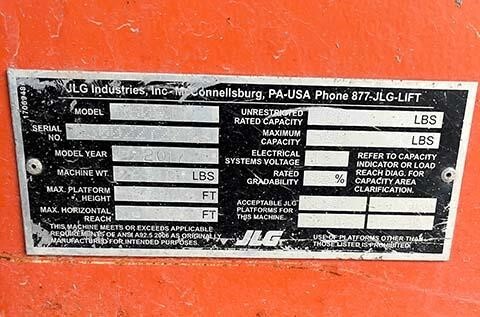 JLG Industries, Inc - McConnellsburg, PA-USA Phone 877-JLG-LIFT
1706948
MODEL
SERIAL
NO.
MODEL YEAR
MACHINE WT. LBS
MAX. PLATFORM
HEIGHT FT
MAX. HORIZONTAL
REACH FT
THIS MACHINE MEETS OR EXCEEDS APPLICABLE
REQUIREMENTS OF ANSI A92.5 2006 AS ORIGINALLY
MANUFACTURED FOR INTENDED PURPOSES.
UNRESTRICTED
RATED CAPACITY LBS
MAXIMUM
CAPACITY LBS
ELECTRICAL
SYSTEMS VOLTAGE
RATED
GRADABILITY %
REFER TO CAPACITY
INDICATOR OR LOAD
REACH DIAG. FOR
CAPACITY AREA
CLARIFICATION.
ACCEPTABLE JLG
PLATFORMS FOR
THIS MACHINE
JLG
USE OF PLATFORMS OTHER THAN
THOSE LISTED IS PROHIBITED.